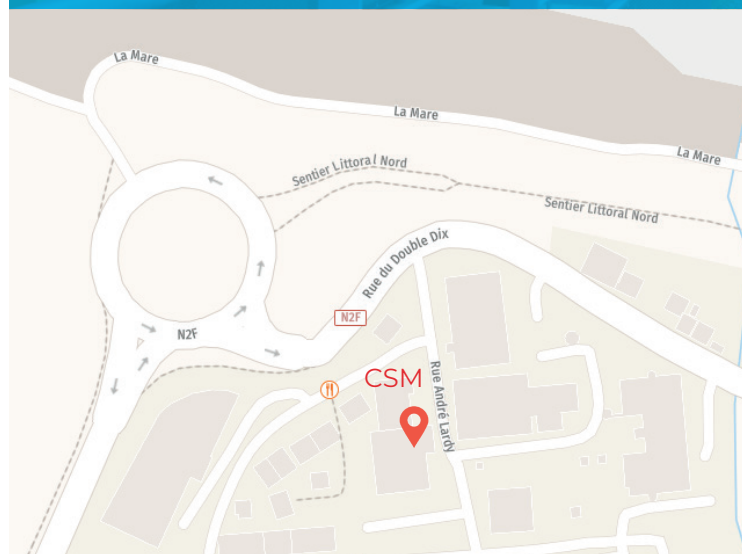 La Mare
La Mare
La Mare
Sentier Littoral Nord
Sentier Littoral Nord
Rue du Double Dix
N2F
N2F
CSM
Rue André Lardy